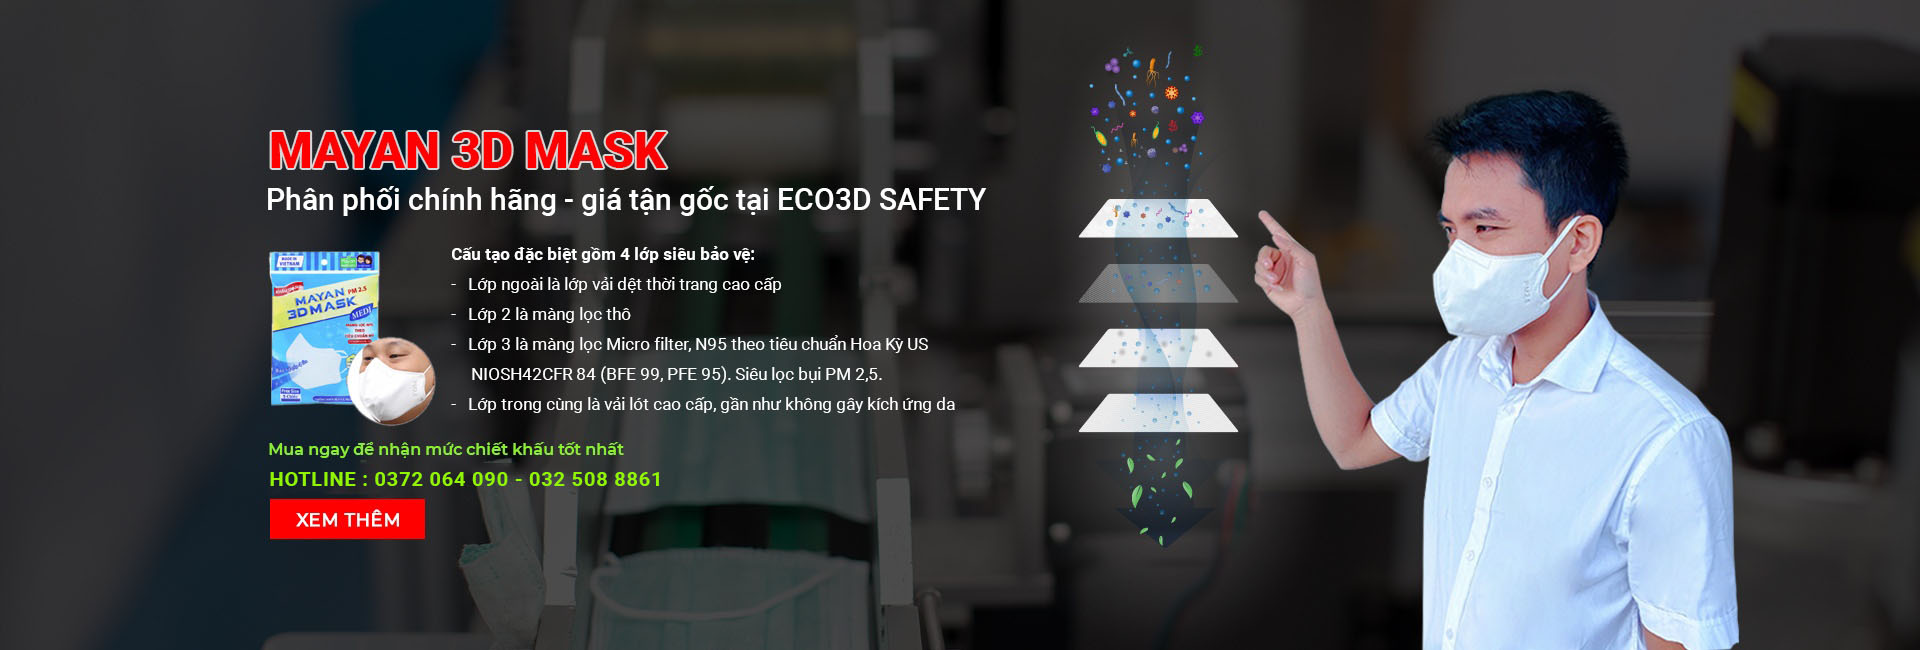 MAYAN 3D MASK
Phân phối chính hãng - giá tận gốc tại ECO3D SAFETY
Cấu tạo đặc biệt gồm 4 lớp siêu bảo vệ:
- Lớp ngoài là lớp vải dệt thời trang cao cấp
- Lớp 2 là màng lọc thô
- Lớp 3 là màng lọc Micro filter, N95 theo tiêu chuẩn Hoa Kỳ US
NIOSH42CFR 84 (BFE 99, PFE 95). Siêu lọc bụi PM 2,5.
- Lớp trong cùng là vải lót cao cấp, gần như không gây kích ứng da
MADE IN
VIETNAM
MAYAN PM 2.5
3D MASK
MEDI
Mua ngay để nhận mức chiết khấu tốt nhất
HOTLINE : 0372 064 090 - 032 508 8861
XEM THÊM